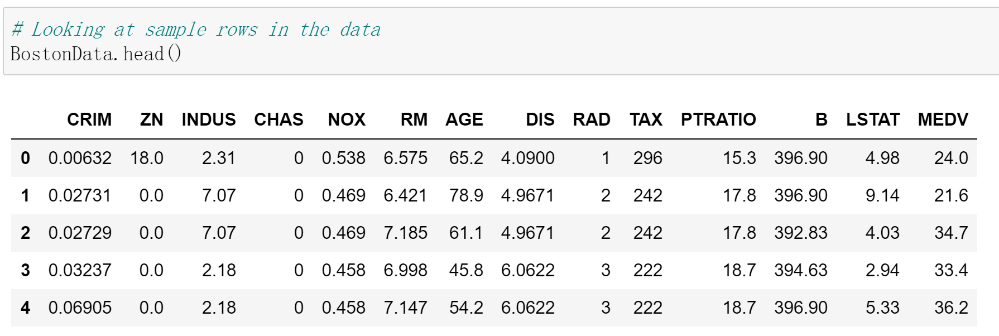 # Looking at sample rows in the data
BostonData.head()
CRIM ZN INDUS CHAS NOX RM AGE DIS RAD TAX PTRATIO B LSTAT MEDV
0 0.00632 18.0 2.31 0 0.538 6.575 65.2 4.0900 1 296 15.3 396.90 4.98 24.0
1 0.02731 0.0 7.07 0 0.469 6.421 78.9 4.9671 2 242 17.8 396.90 9.14 21.6
2 0.02729 0.0 7.07 0 0.469 7.185 61.1 4.9671 2 242 17.8 392.83 4.03 34.7
3 0.03237 0.0 2.18 0 0.458 6.998 45.8 6.0622 3 222 18.7 394.63 2.94 33.4
4 0.06905 0.0 2.18 0 0.458 7.147 54.2 6.0622 3 222 18.7 396.90 5.33 36.2